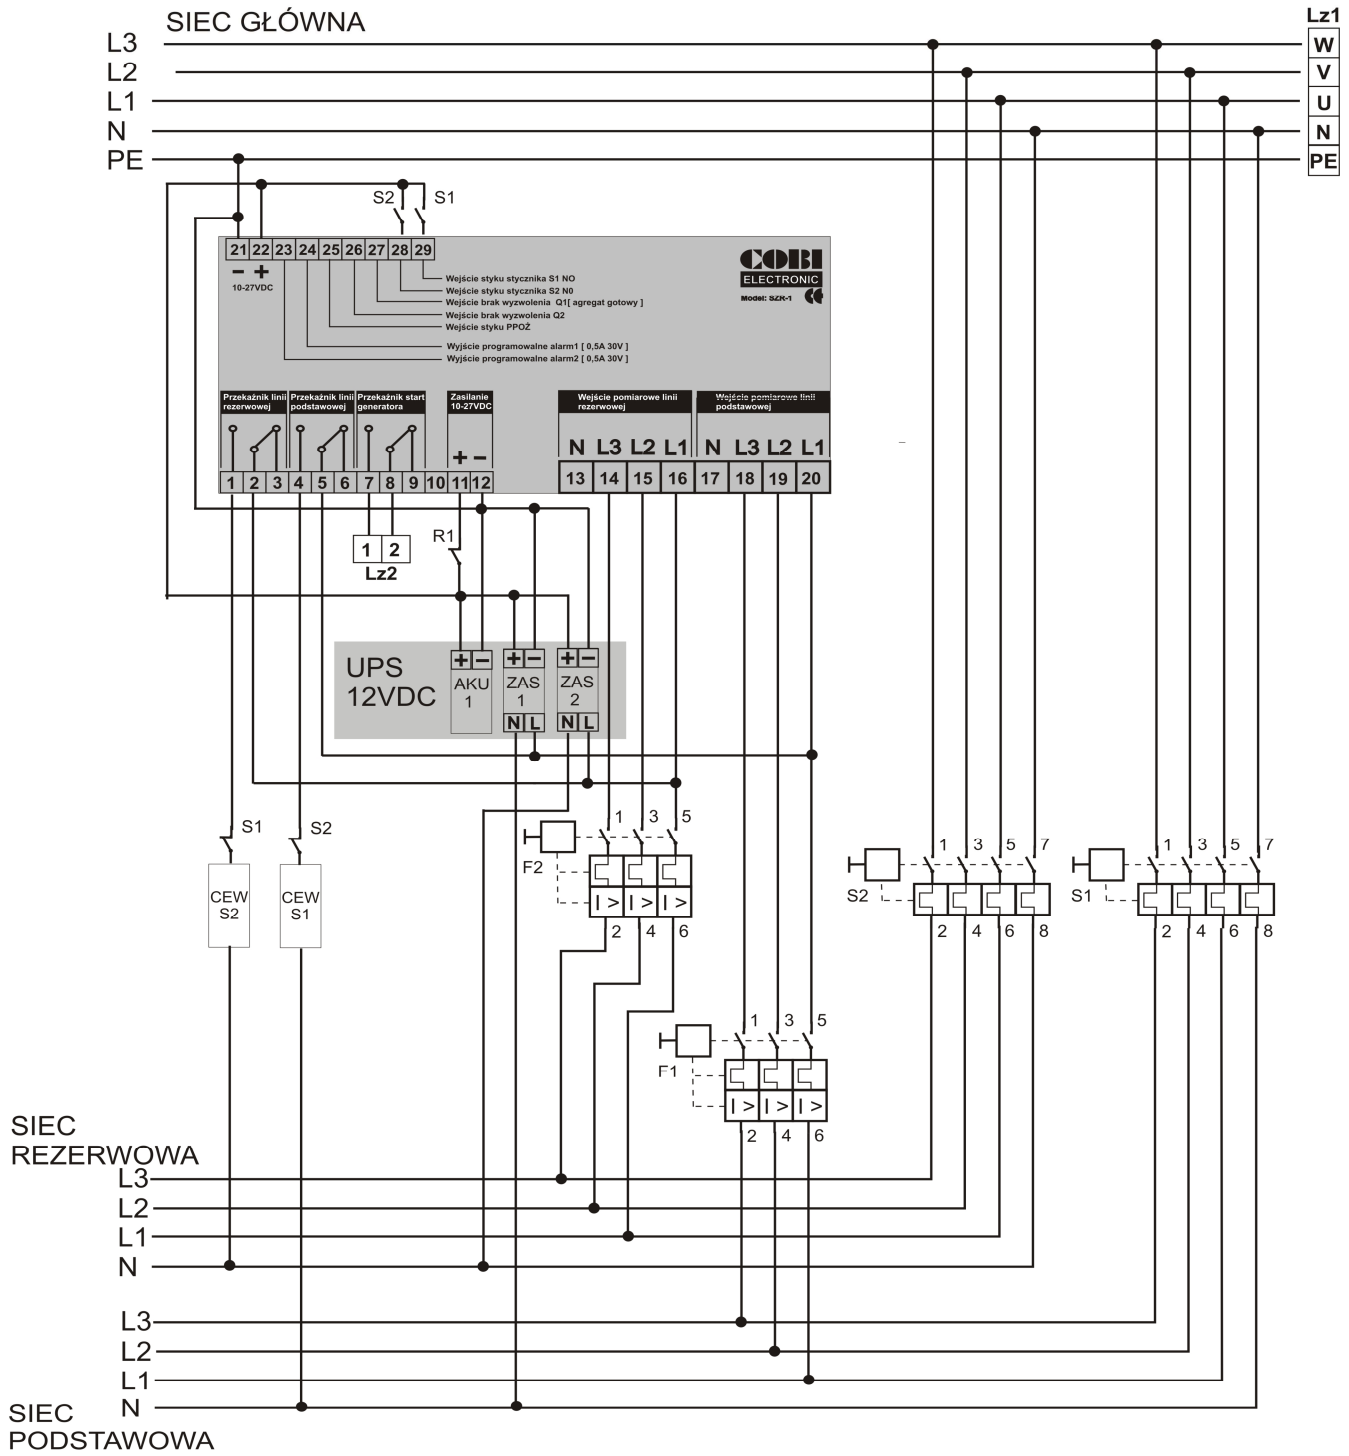 SIEC GŁÓWNA
Lz1
L3
W
L2
V
L1
U
N
N
PE
PE
S2 S1
21 22 23 24 25 26 27 28 29
− +
10-27VDC
COBI
ELECTRONIC
Model: SZR-1 CE
Wejście styku stycznika S1 NO
Wejście styku stycznika S2 N0
Wejście brak wyzwolenia Q1[ agregat gotowy ]
Wejście brak wyzwolenia Q2
Wejście styku PPOŻ
Wyjście programowalne alarm1 [ 0,5A 30V ]
Wyjście programowalne alarm2 [ 0,5A 30V ]
Przekaźnik linii
rezerwowej
Przekaźnik linii
podstawowej
Przekaźnik start
generatora
Zasilanie
10-27VDC
Wejście pomiarowe linii
rezerwowej
Wejście pomiarowe linii
podstawowej
+ −
N L3 L2 L1 N L3 L2 L1
1 2 3 4 5 6 7 8 9 10 11 12
13 14 15 16 17 18 19 20
R1
1 2
Lz2
UPS
12VDC
+ − + − + −
AKU
1
ZAS
1
ZAS
2
N L N L
S1 S2
CEW
S2
CEW
S1
1 3 5
F2
I > I > I >
2 4 6
1 3 5 7
S2
2 4 6 8
1 3 5 7
S1
2 4 6 8
1 3 5
F1
I > I > I >
2 4 6
SIEC
REZERWOWA
L3
L2
L1
N
L3
L2
L1
N
SIEC
PODSTAWOWA